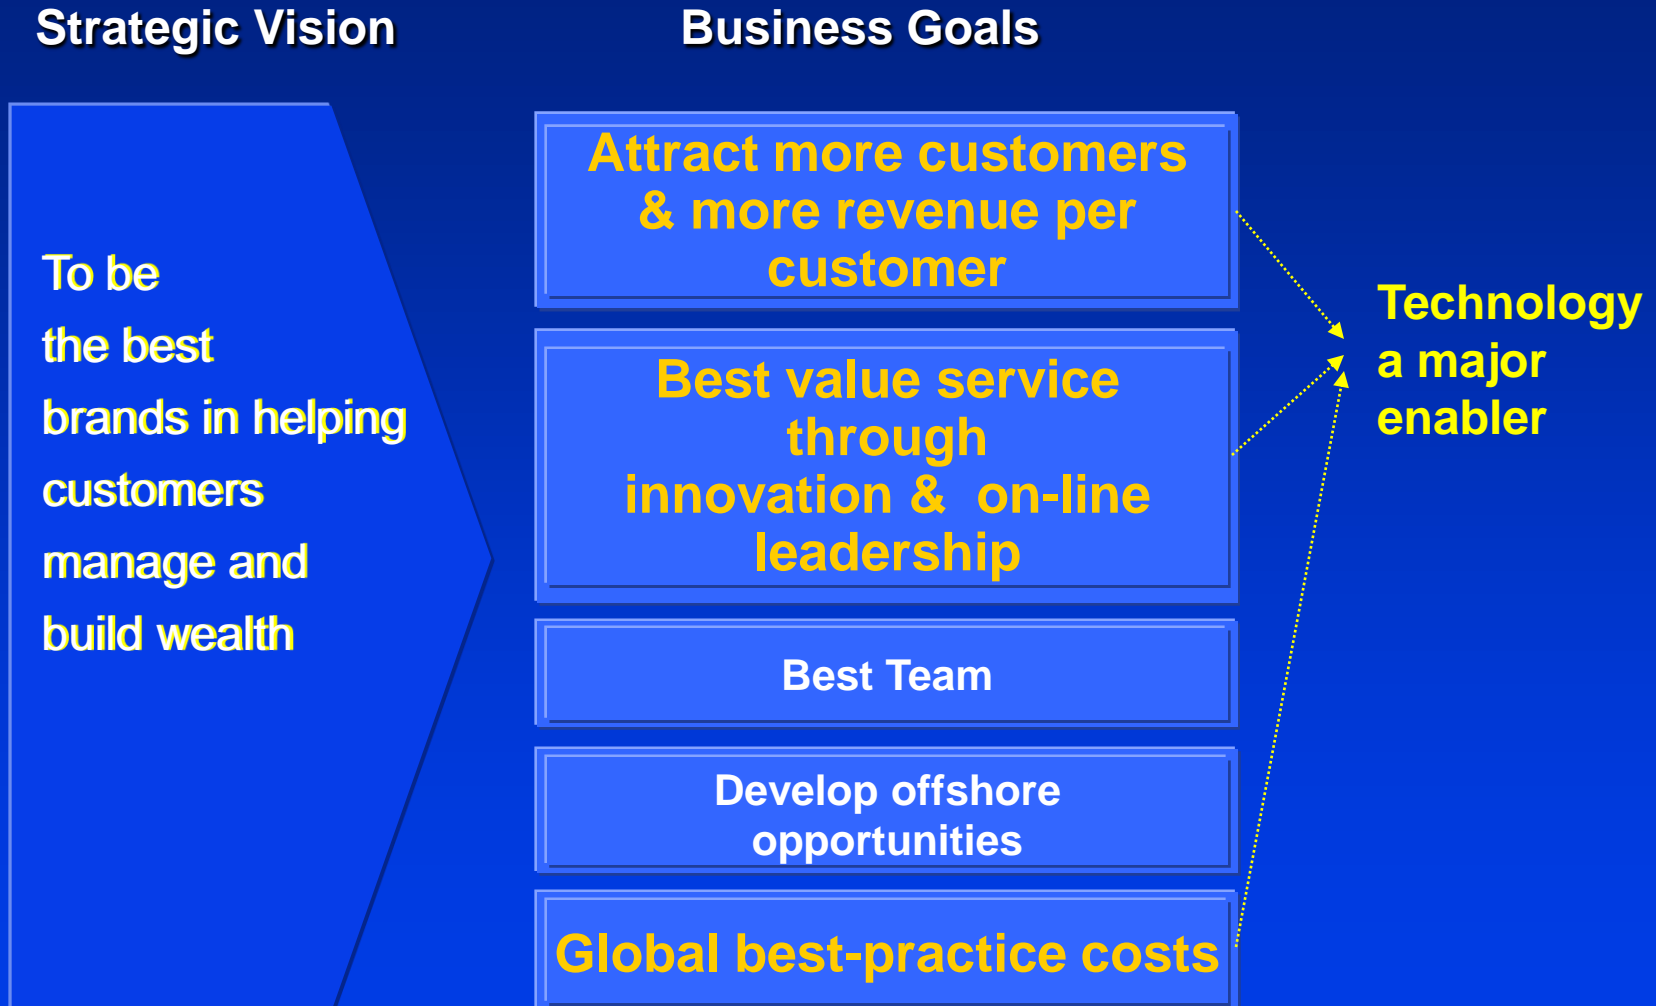 Strategic Vision
Business Goals
To be
the best
brands in helping
customers
manage and
build wealth
Attract more customers
& more revenue per
customer
Best value service
through
innovation & on-line
leadership
Best Team
Develop offshore
opportunities
Global best-practice costs
Technology
a major
enabler